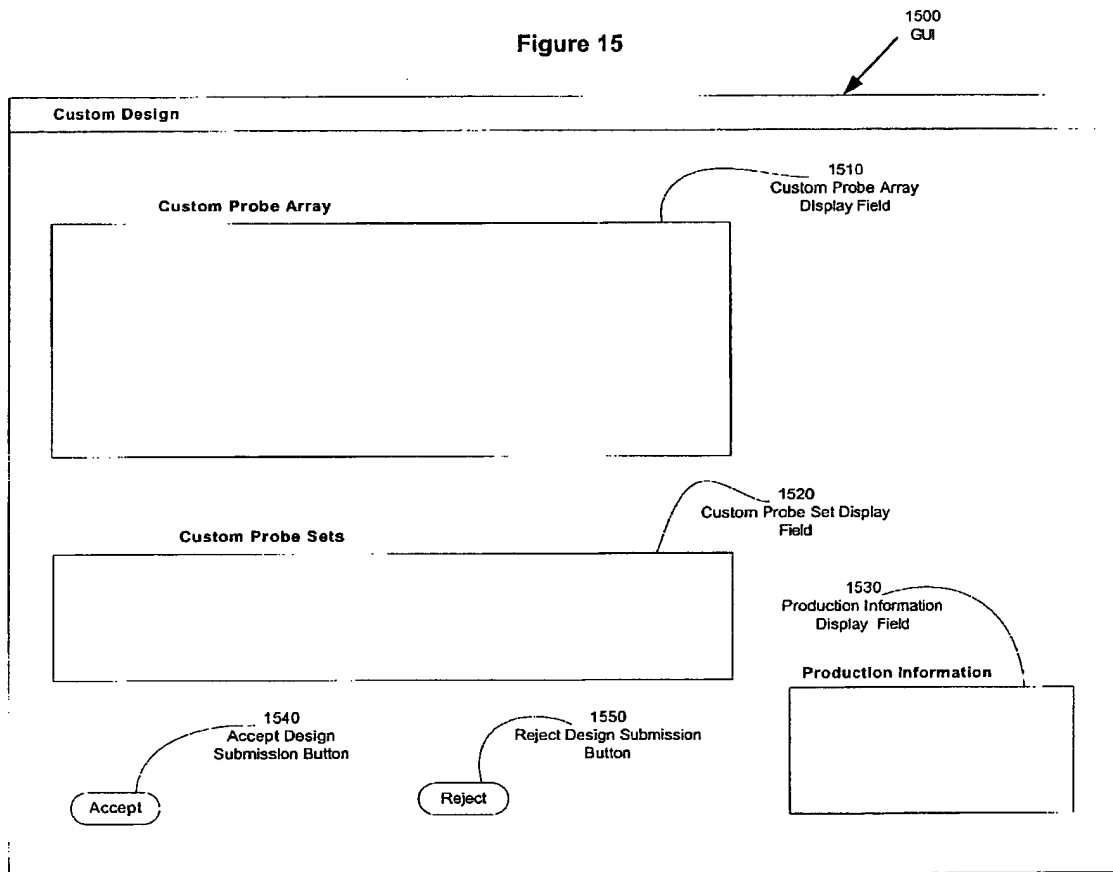 1500
GUI
Figure 15
Custom Design
1510
Custom Probe Array
Display Field
Custom Probe Array
1520
Custom Probe Set Display
Field
Custom Probe Sets
1530
Production Information
Display Field
Production Information
1540
Accept Design
Submission Button
1550
Reject Design Submission
Button
Accept
Reject